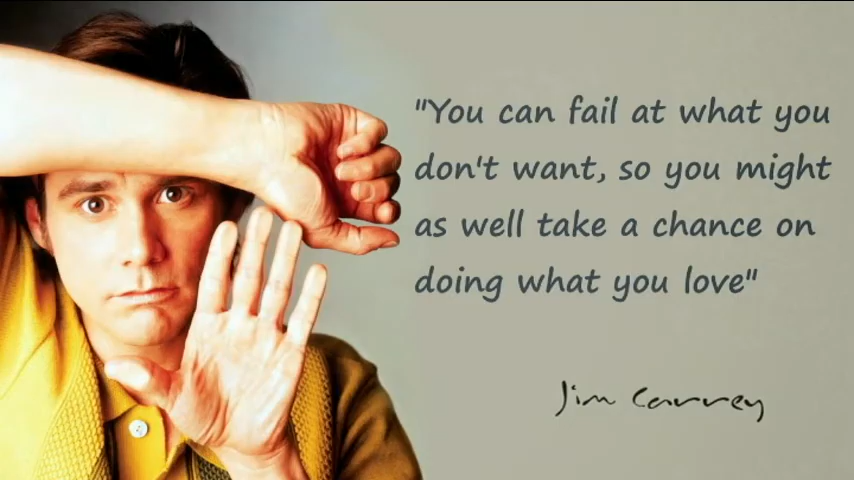 "You can fail at what you
don't want, so you might
as well take a chance on
doing what you love"
Jim Carrey